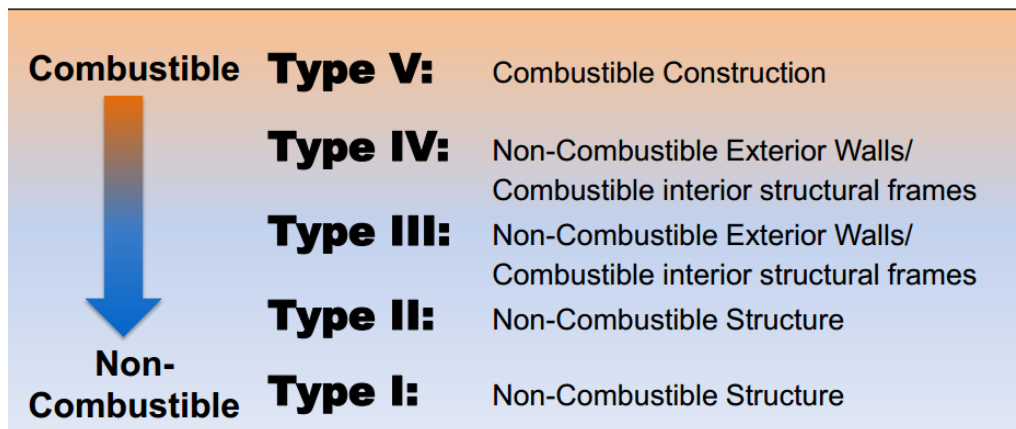 Combustible
Type V: Combustible Construction
Type IV: Non-Combustible Exterior Walls/
Combustible interior structural frames
Type III: Non-Combustible Exterior Walls/
Combustible interior structural frames
Type II: Non-Combustible Structure
Non-
Combustible
Type I: Non-Combustible Structure